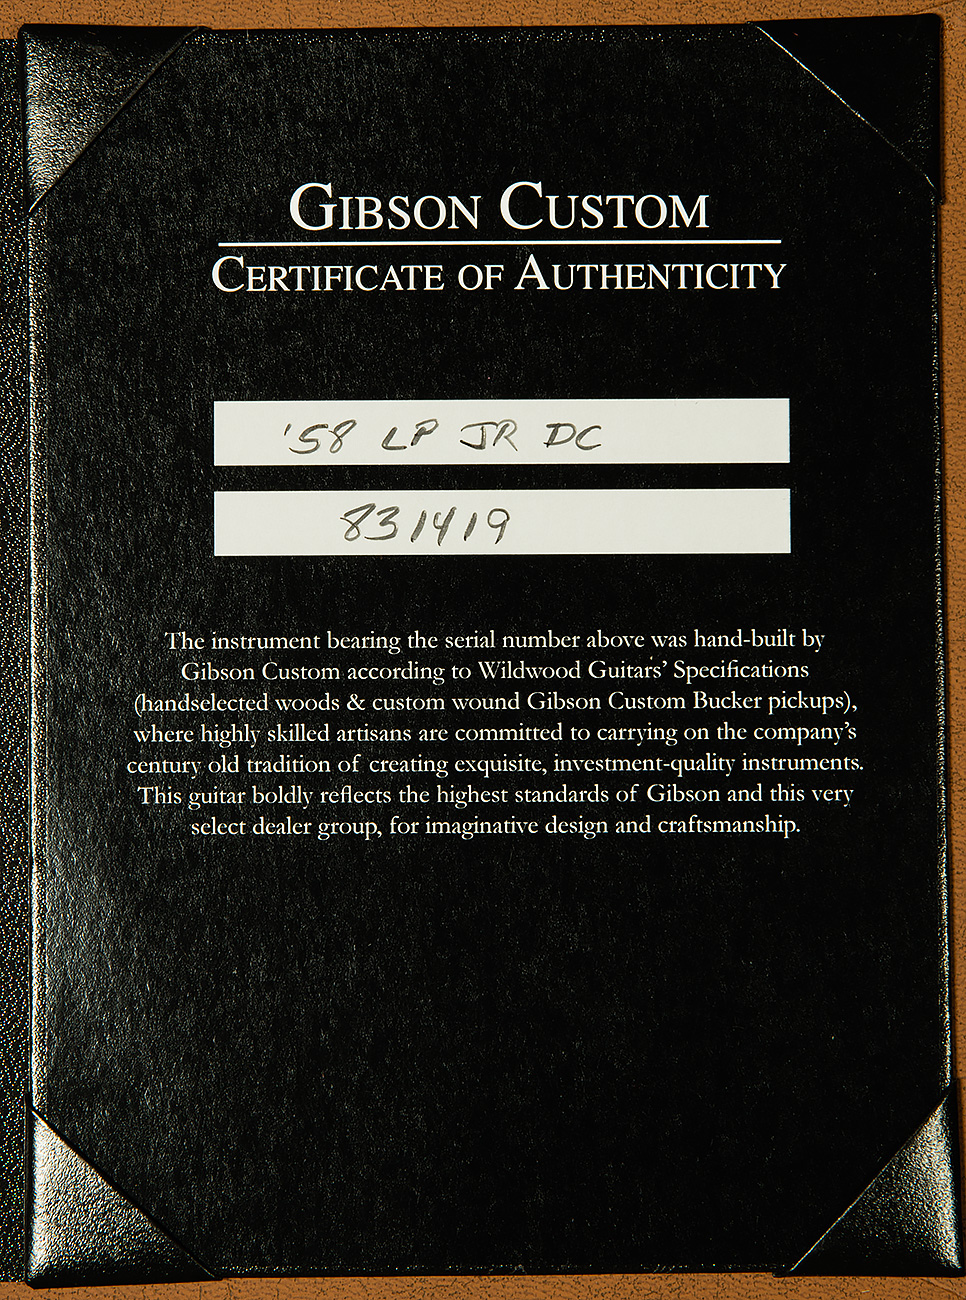 GIBSON CUSTOM
CERTIFICATE OF AUTHENTICITY
'58 LP JR DC
831419
The instrument bearing the serial number above was hand-built by
Gibson Custom according to Wildwood Guitars' Specifications
(handselected woods & custom wound Gibson Custom Bucker pickups),
where highly skilled artisans are committed to carrying on the company's
century old tradition of creating exquisite, investment-quality instruments.
This guitar boldly reflects the highest standards of Gibson and this very
select dealer group, for imaginative design and craftsmanship.